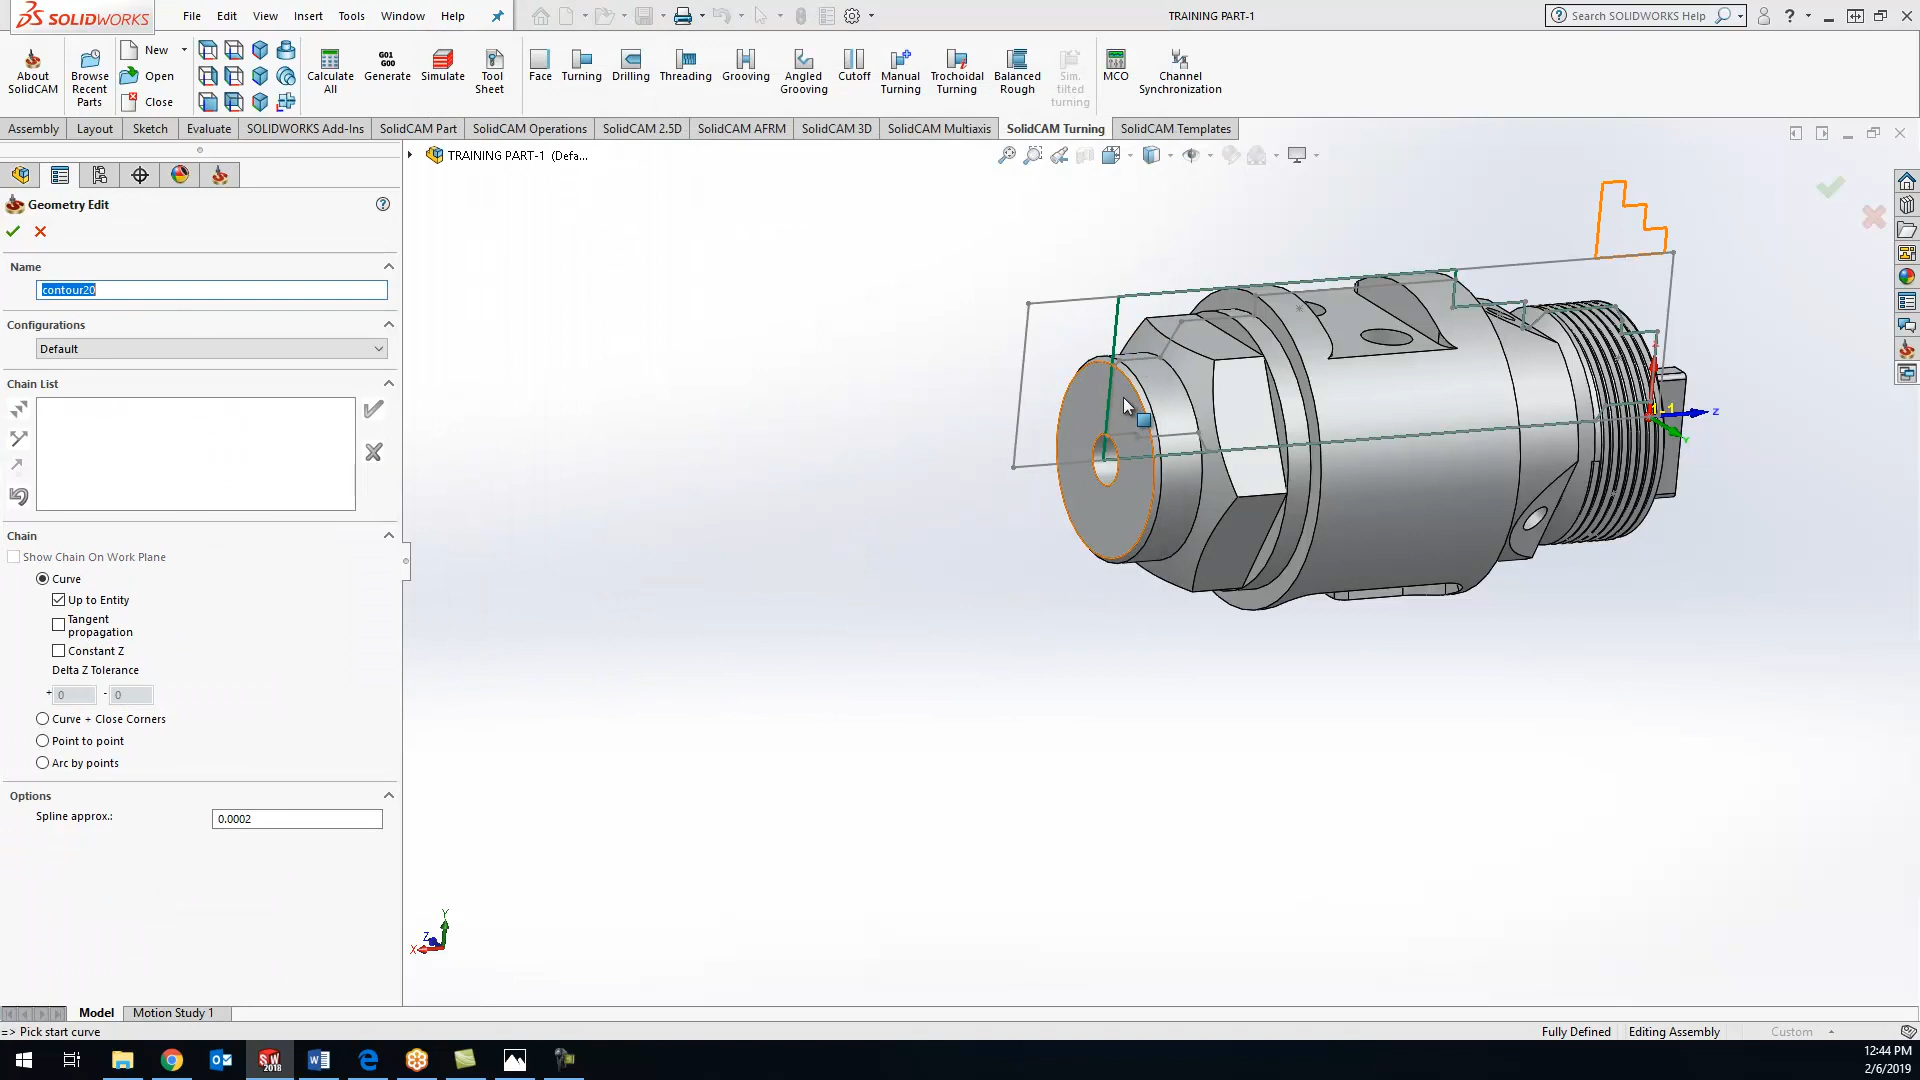 SOLIDWORKS
File Edit View Insert Tools Window Help
TRAINING PART-1
Search SOLIDWORKS Help
About SolidCAM
Browse Recent Parts
New
Open
Close
Calculate All
G01 G00
Generate
Simulate
Tool Sheet
Face
Turning
Drilling
Threading
Grooving
Angled Grooving
Cutoff
Manual Turning
Trochoidal Turning
Balanced Rough
Sim. tilted turning
MCO
Channel Synchronization
Assembly Layout Sketch Evaluate SOLIDWORKS Add-Ins SolidCAM Part SolidCAM Operations SolidCAM 2.5D SolidCAM AFRM SolidCAM 3D SolidCAM Multiaxis SolidCAM Turning SolidCAM Templates
TRAINING PART-1 (Defa...
Geometry Edit
Name
contour20
Configurations
Default
Chain List
Chain
Show Chain On Work Plane
Curve
Up to Entity
Tangent propagation
Constant Z
Delta Z Tolerance
+ 0 - 0
Curve + Close Corners
Point to point
Arc by points
Options
Spline approx.: 0.0002
1-1
Z
Y
Y
Z
X
Model Motion Study 1
=> Pick start curve
Fully Defined Editing Assembly Custom
SW 2018
12:44 PM
2/6/2019